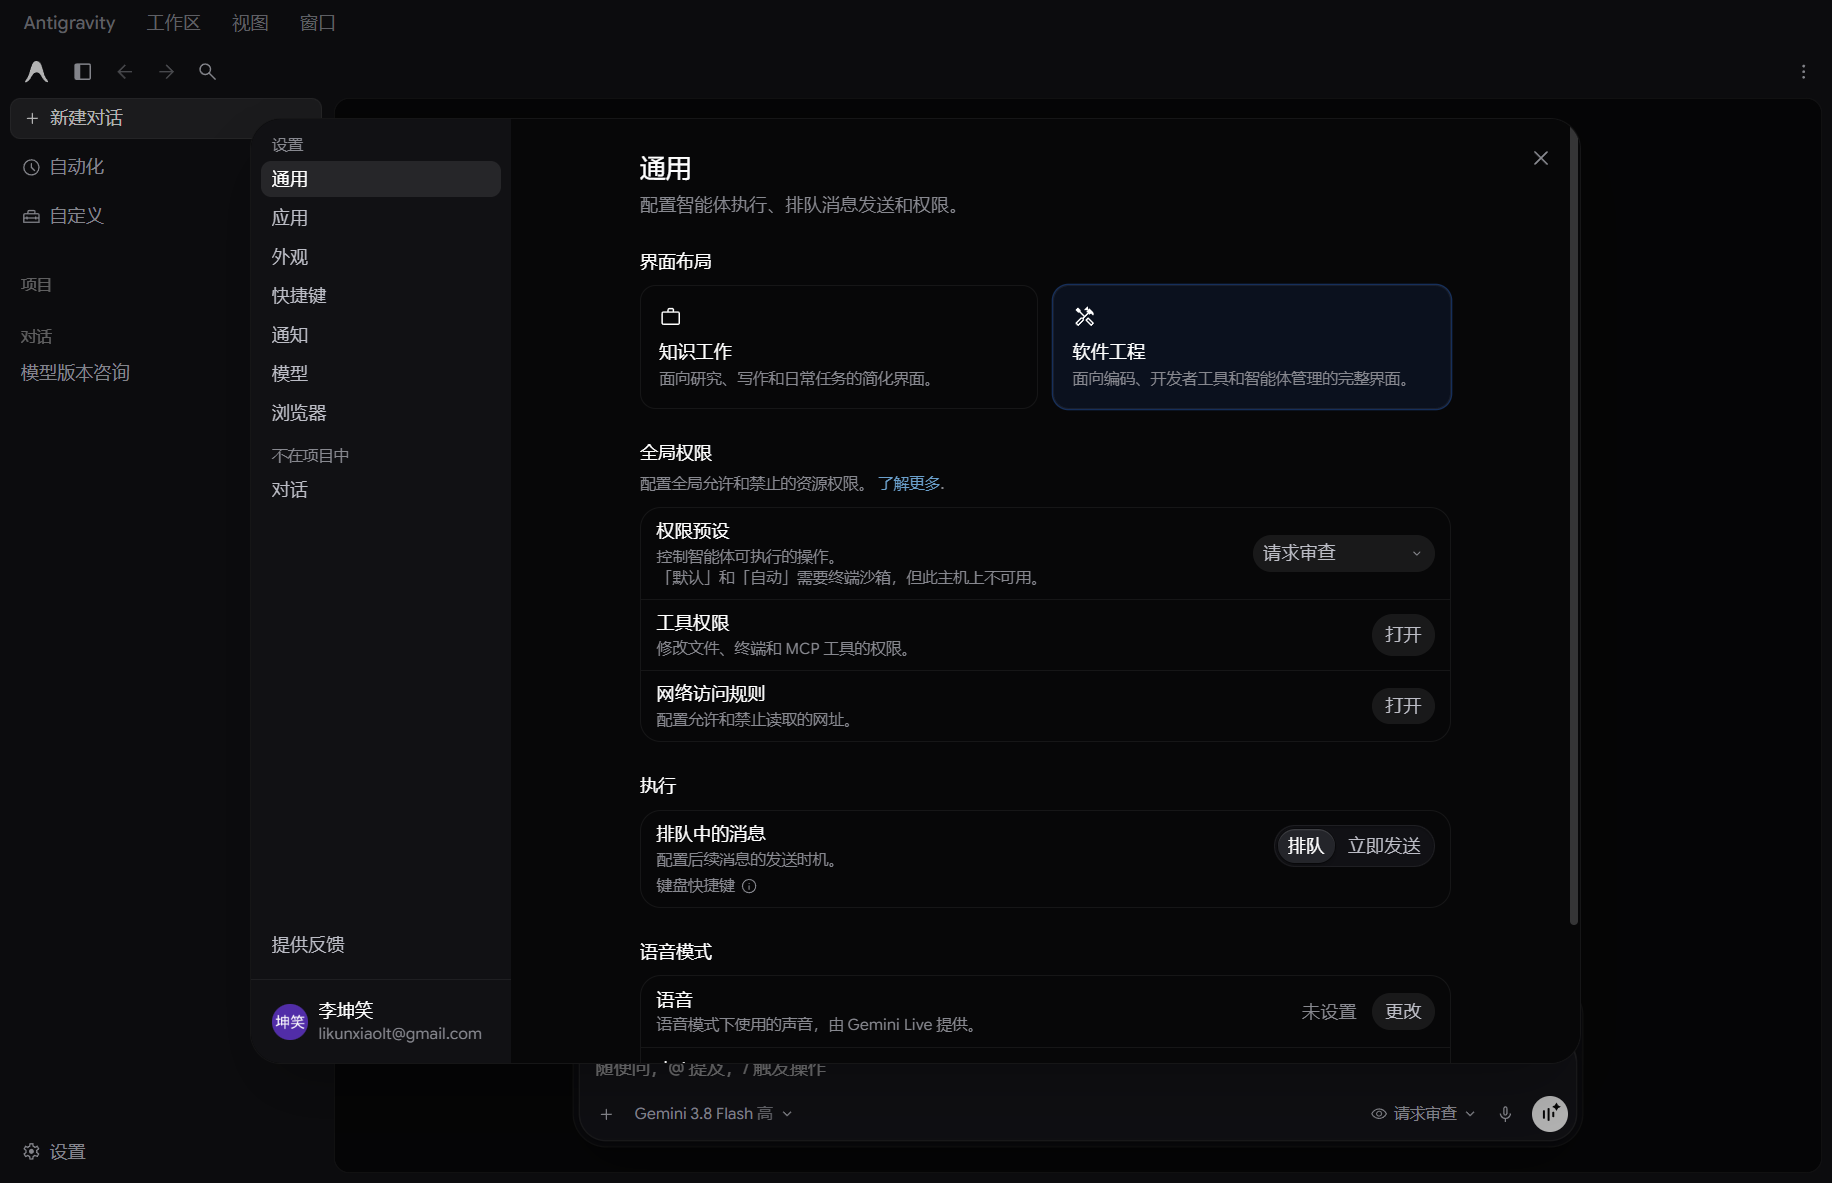 Antigravity 工作区 视图 窗口
新建对话
自动化
自定义
项目
对话
模型版本咨询
设置
设置
通用
应用
外观
快捷键
通知
模型
浏览器
不在项目中
对话
提供反馈
坤笑
李坤笑
likunxiaolt@gmail.com
通用
配置智能体执行、排队消息发送和权限。
界面布局
知识工作
面向研究、写作和日常任务的简化界面。
软件工程
面向编码、开发者工具和智能体管理的完整界面。
全局权限
配置全局允许和禁止的资源权限。 了解更多.
权限预设
控制智能体可执行的操作。
「默认」和「自动」需要终端沙箱，但此主机上不可用。
请求审查
工具权限
修改文件、终端和 MCP 工具的权限。
打开
网络访问规则
配置允许和禁止读取的网址。
打开
执行
排队中的消息
配置后续消息的发送时机。
键盘快捷键
排队 立即发送
语音模式
语音
语音模式下使用的声音，由 Gemini Live 提供。
未设置 更改
随便问，@ 提及，/ 触发操作
Gemini 3.8 Flash 高
请求审查